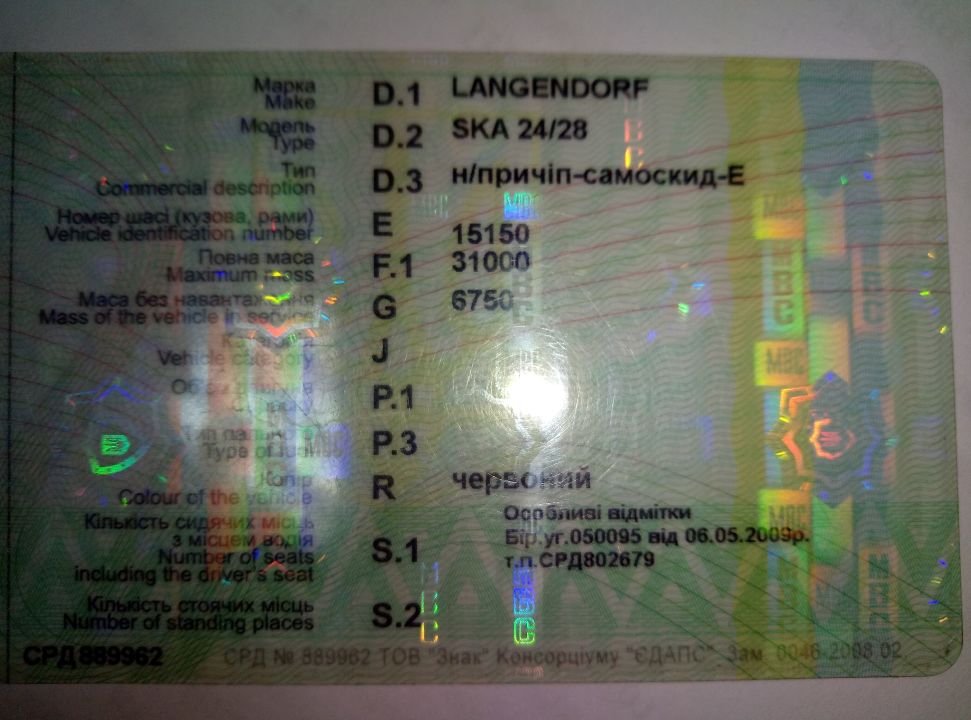 Марка
Make D.1 LANGENDORF
Модель
Type D.2 SKA 24/28
Тип
Commercial description D.3 н/причіп-самоскид-Е
Номер шасі (кузова, рами)
Vehicle identification number E 15150
Повна маса
Maximum mass F.1 31000
Маса без навантаження
Mass of the vehicle in service G 6750
Vehicle category J
P.1
Type of fuel P.3
Колір
Colour of the vehicle R червоний
Особливі відмітки
Кількість сидячих місць
з місцем водія
Бір.уг.050095 від 06.05.2009р.
Number of seats
including the driver's seat S.1
т.п.СРД802679
Кількість стоячих місць
Number of standing places S.2
СРД889962
СРД № 889962 ТОВ "Знак" Консорціуму "ЄДАПС". Зам. 0046-2008 02